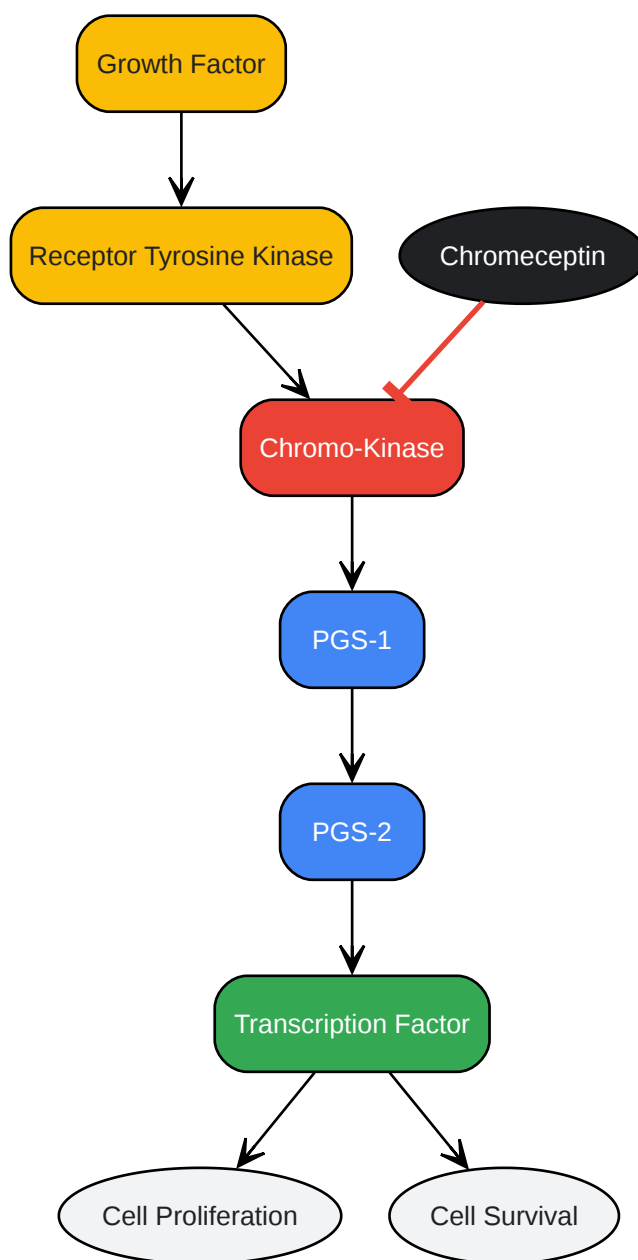 Growth Factor
Receptor Tyrosine Kinase
Chromeceptin
Chromo-Kinase
PGS-1
PGS-2
Transcription Factor
Cell Proliferation
Cell Survival